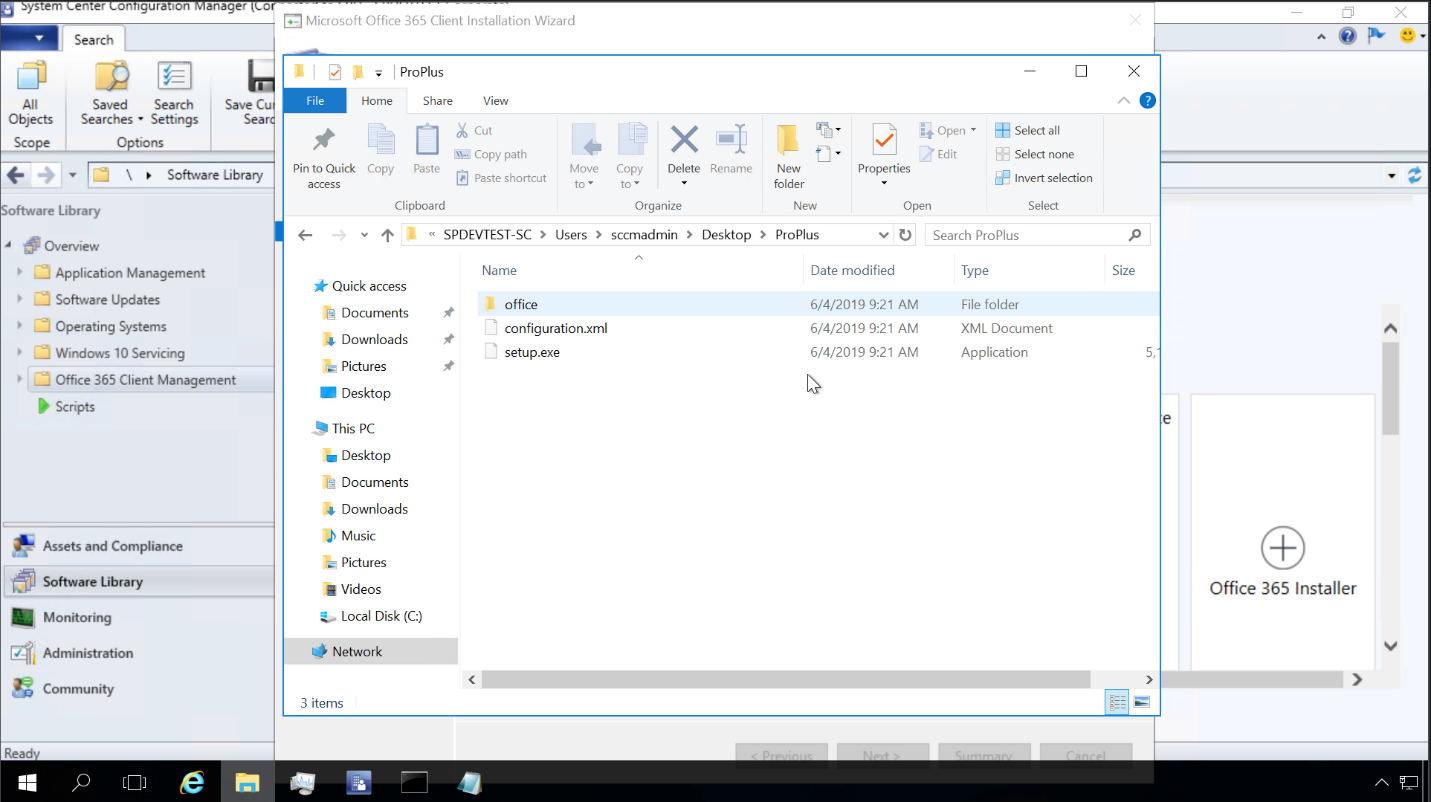 System Center Configuration Manager (Con
Microsoft Office 365 Client Installation Wizard
Search
All Objects
Saved Searches
Search Settings
Save Cur
Searc
Scope
Options
\ Software Library
Software Library
Overview
Application Management
Software Updates
Operating Systems
Windows 10 Servicing
Office 365 Client Management
Scripts
Assets and Compliance
Software Library
Monitoring
Administration
Community
Ready
ProPlus
File Home Share View
Pin to Quick access
Copy
Paste
Cut
Copy path
Paste shortcut
Clipboard
Move to
Copy to
Delete
Rename
Organize
New folder
New
Properties
Open
Edit
Open
Select all
Select none
Invert selection
Select
« SPDEVTEST-SC > Users > sccmadmin > Desktop > ProPlus
Search ProPlus
Quick access
Documents
Downloads
Pictures
Desktop
This PC
Desktop
Documents
Downloads
Music
Pictures
Videos
Local Disk (C:)
Network
Name Date modified Type Size
office 6/4/2019 9:21 AM File folder
configuration.xml 6/4/2019 9:21 AM XML Document
setup.exe 6/4/2019 9:21 AM Application 5,1
3 items
Office 365 Installer
< Previous Next > Summary Cancel